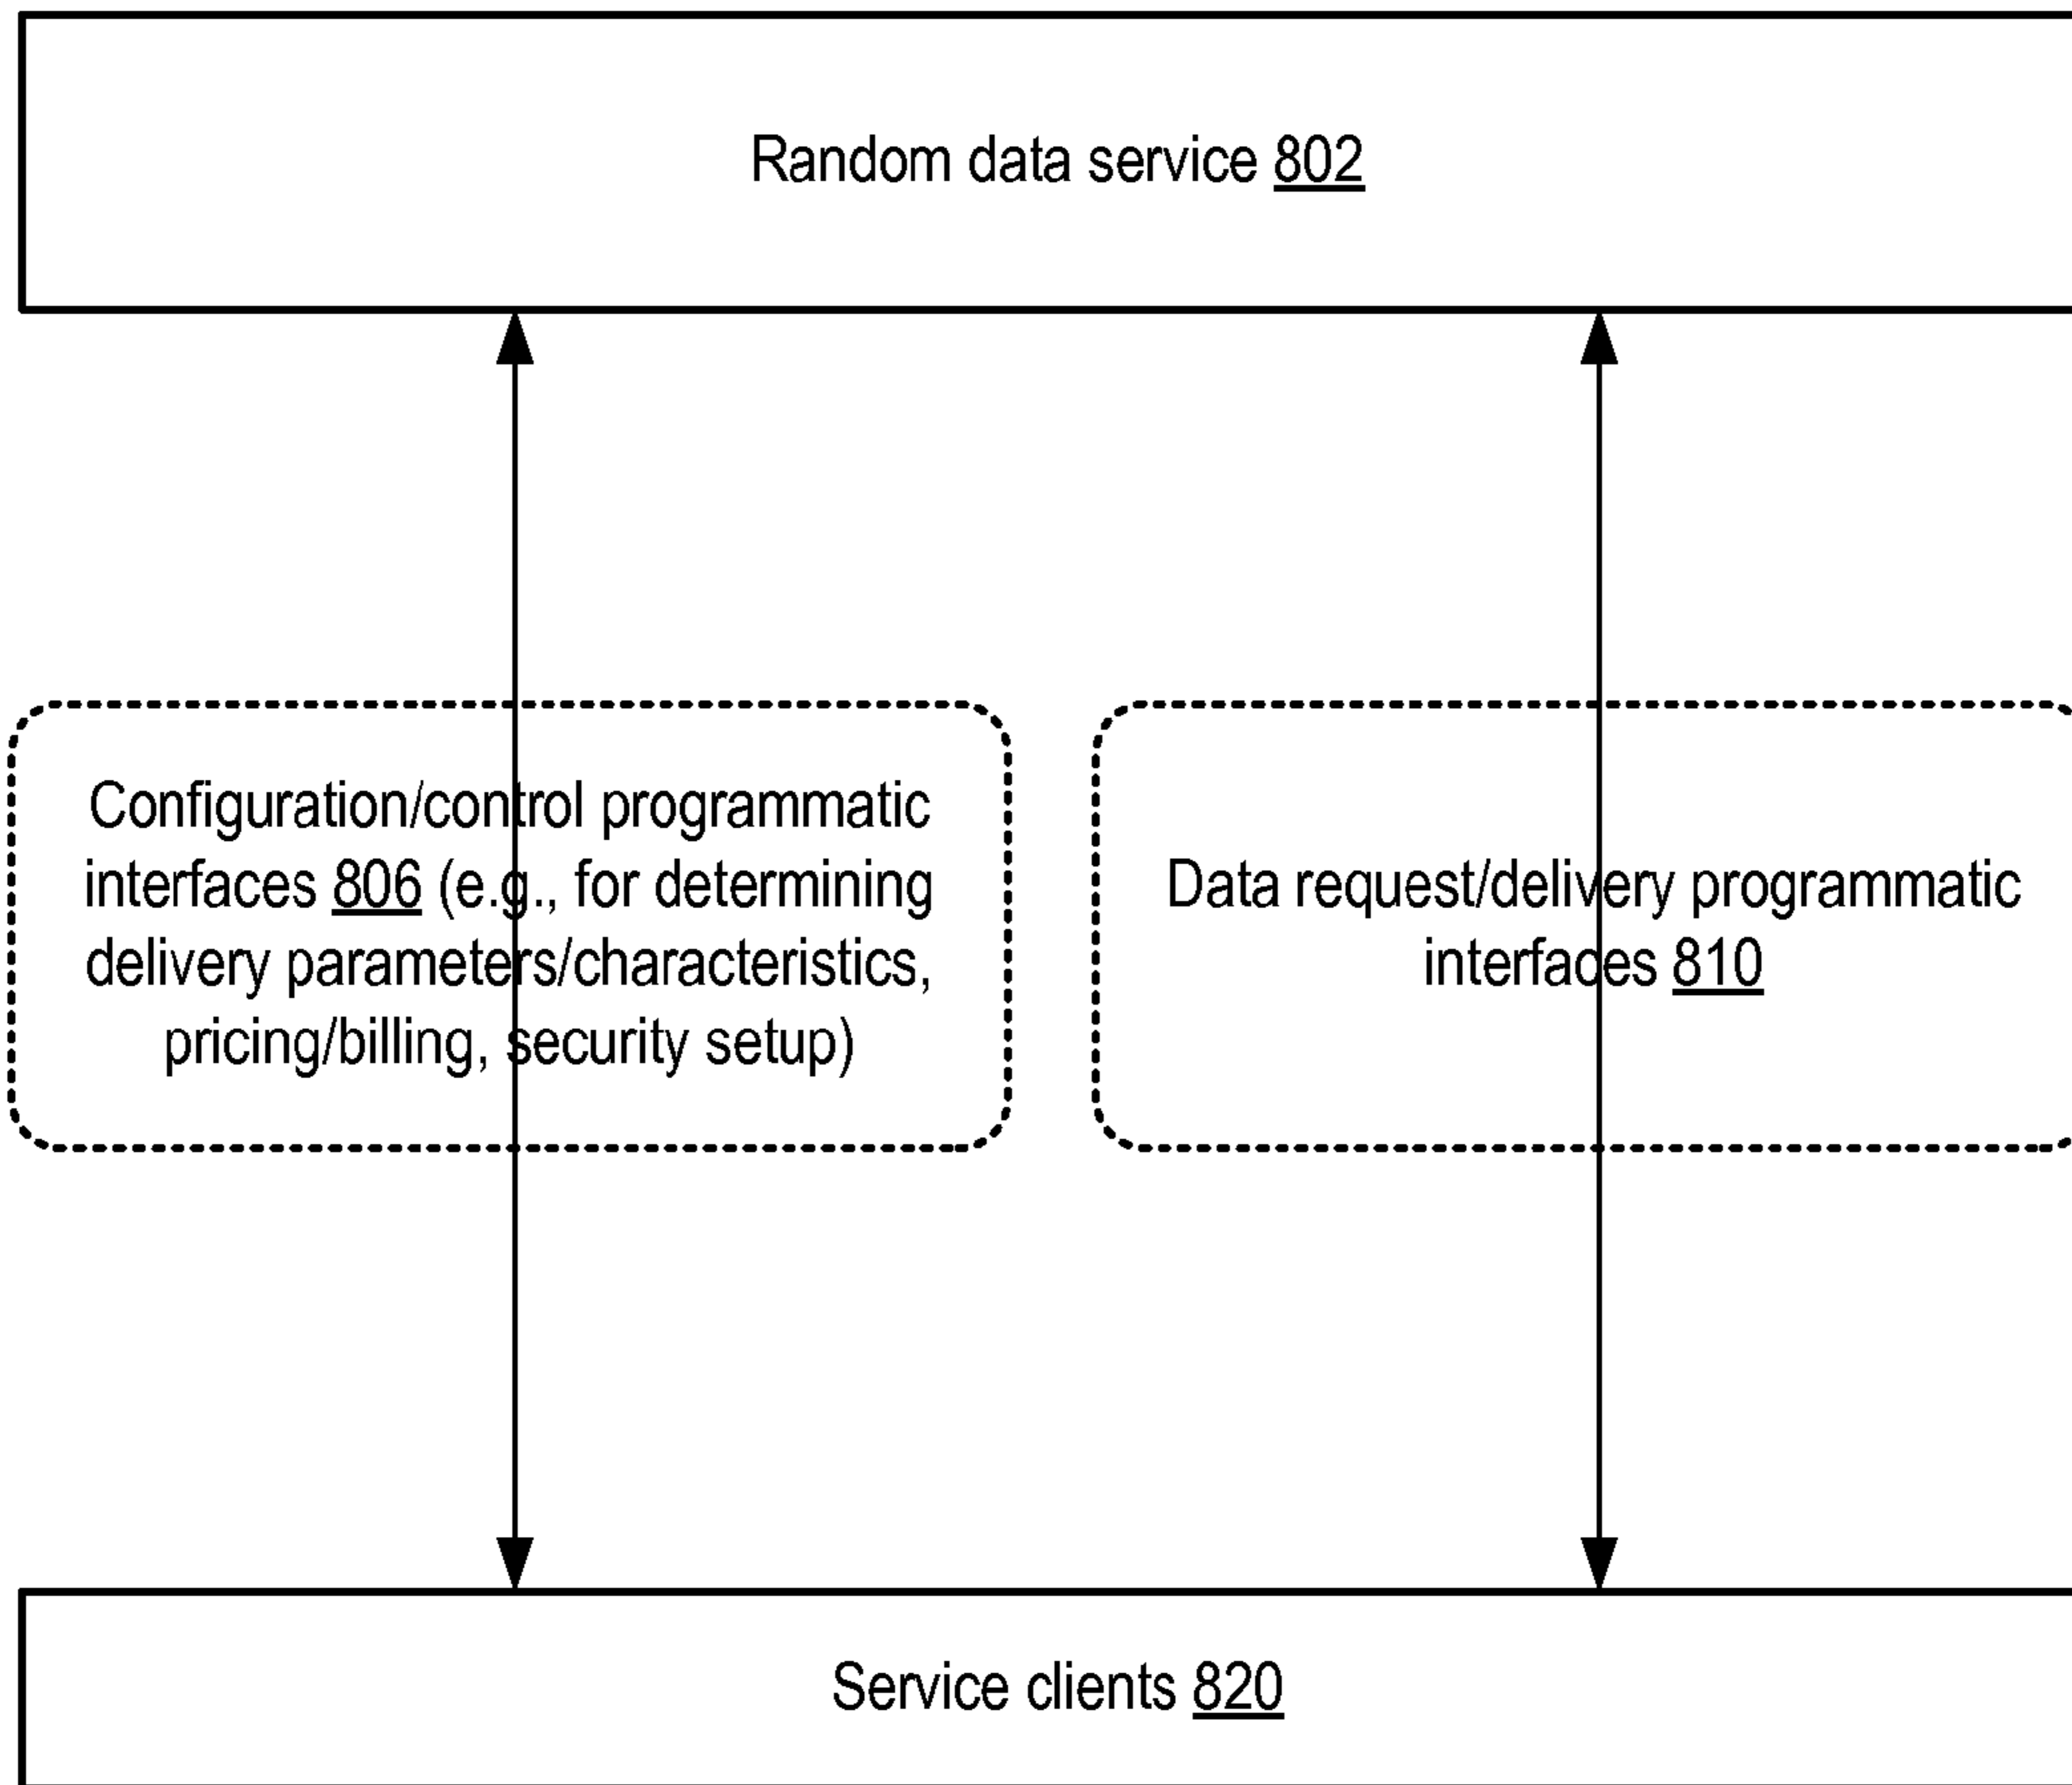 Random data service 802
Configuration/control programmatic
interfaces 806 (e.g., for determining
delivery parameters/characteristics,
pricing/billing, security setup)
Data request/delivery programmatic
interfaces 810
Service clients 820